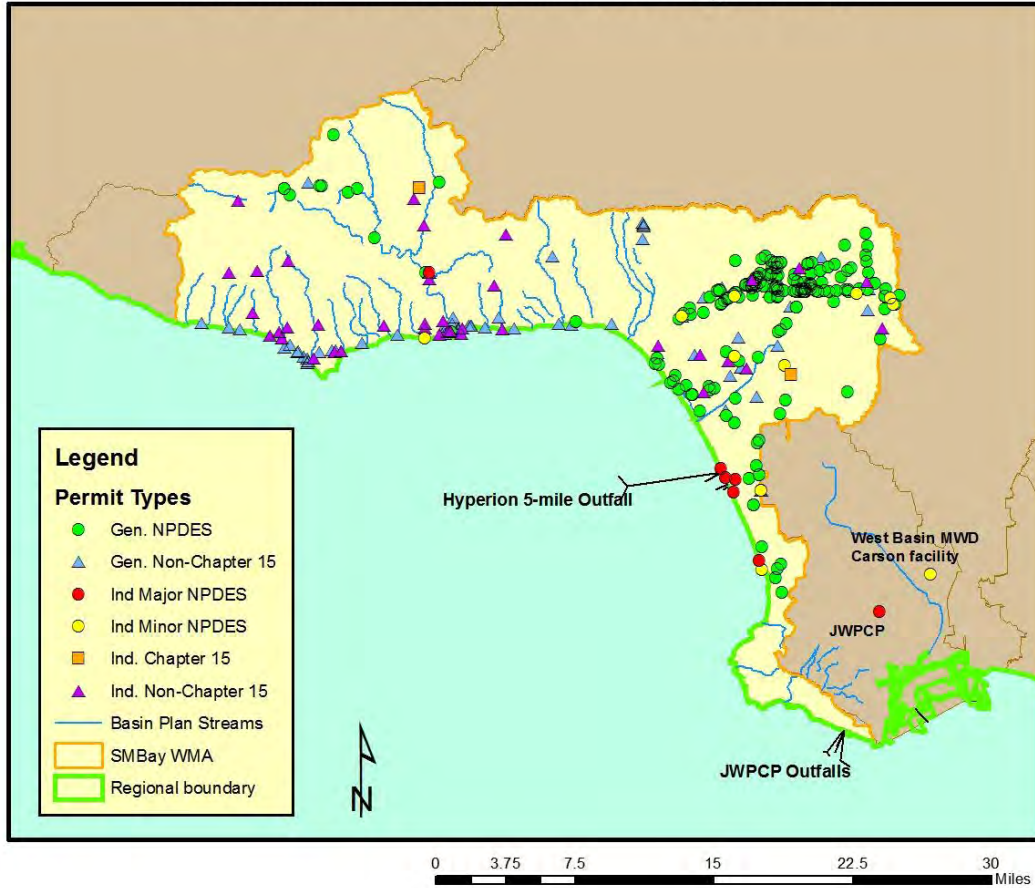 Hyperion 5-mile Outfall
West Basin MWD
Carson facility
JWPCP
JWPCP Outfalls
Legend
Permit Types
Gen. NPDES
Gen. Non-Chapter 15
Ind Major NPDES
Ind Minor NPDES
Ind. Chapter 15
Ind. Non-Chapter 15
Basin Plan Streams
SMBay WMA
Regional boundary
N
0 3.75 7.5 15 22.5 30
Miles